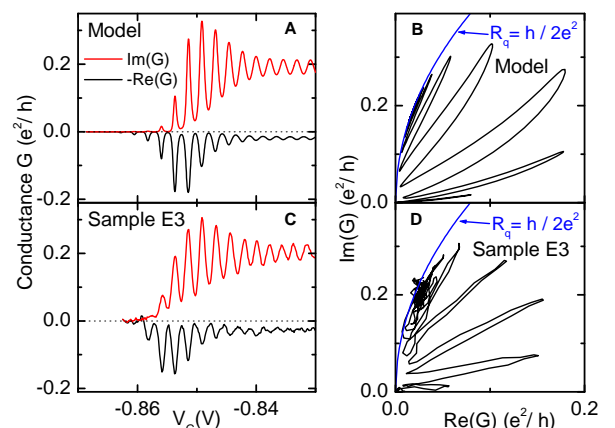 Model
A
Im(G)
-Re(G)
0.2
0.0
-0.2
Sample E3
C
0.2
0.0
-0.2
-0.86
-0.84
Conductance G (e²/ h)
B
R_q= h / 2e²
Model
0.2
0.0
D
R_q= h / 2e²
Sample E3
0.2
0.0
0.0
0.1
0.2
Im(G) (e²/ h)
Re(G) (e²/ h)